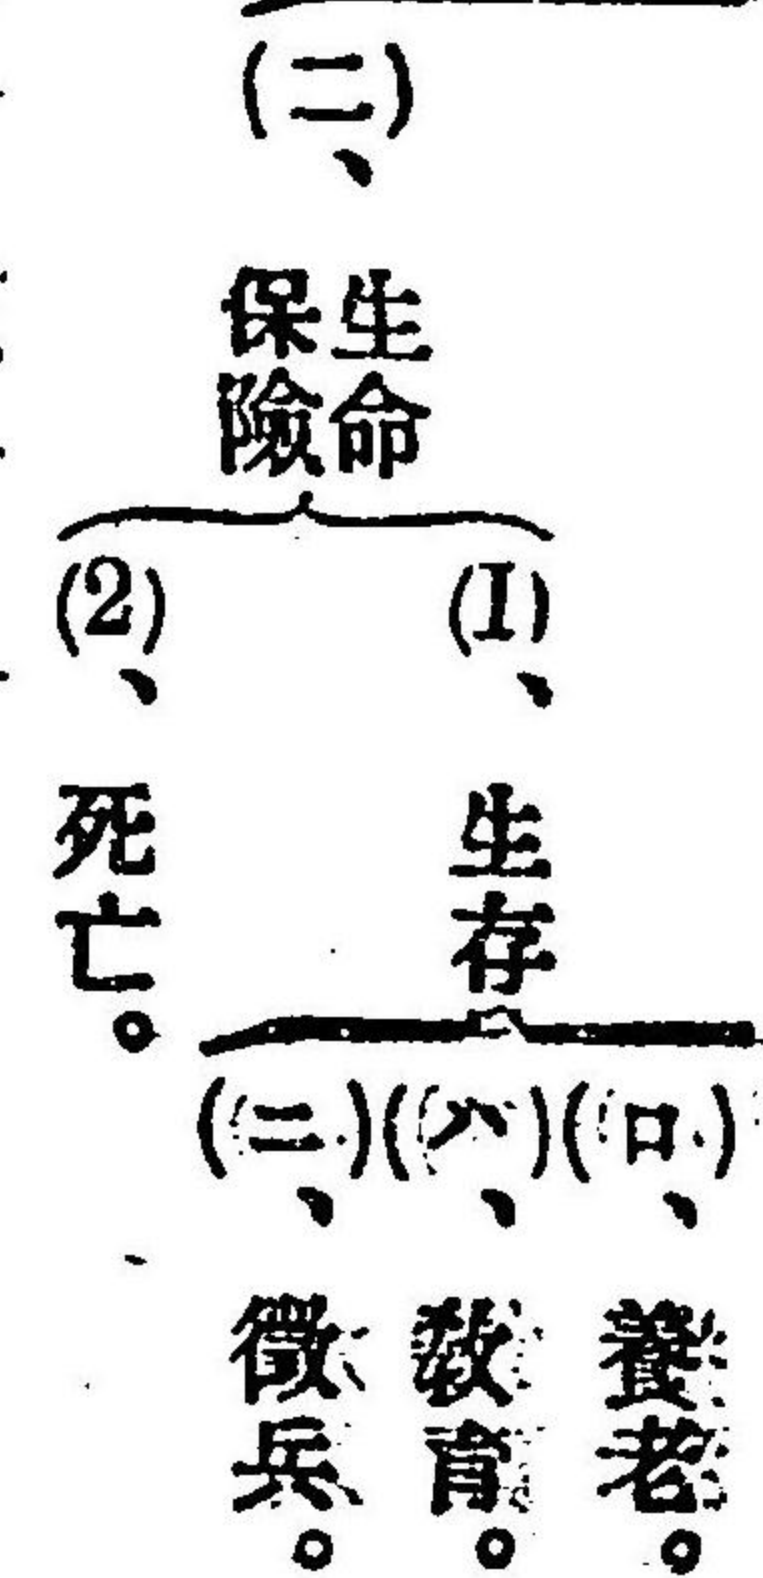 (二、)
生命
保險
(1)、生存
(ロ)、養老。
(ハ)、教育。
(ニ)、徵兵。
(2)、死亡。